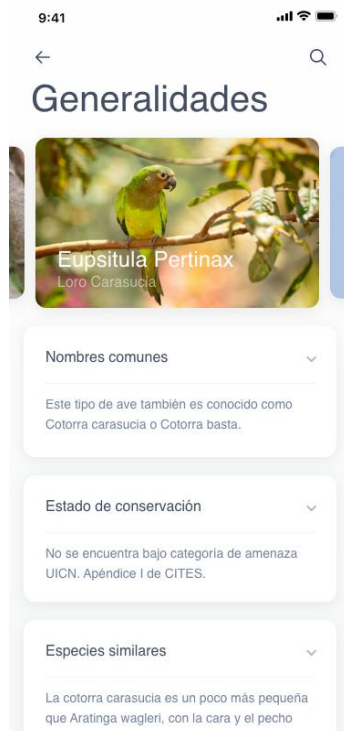 9:41
Generalidades
Eupsitula Pertinax
Loro Carasucia
Nombres comunes
Este tipo de ave también es conocido como
Cotorra carasucia o Cotorra basta.
Estado de conservación
No se encuentra bajo categoría de amenaza
UICN. Apéndice I de CITES.
Especies similares
La cotorra carasucia es un poco más pequeña
que Aratinga wagleri, con la cara y el pecho